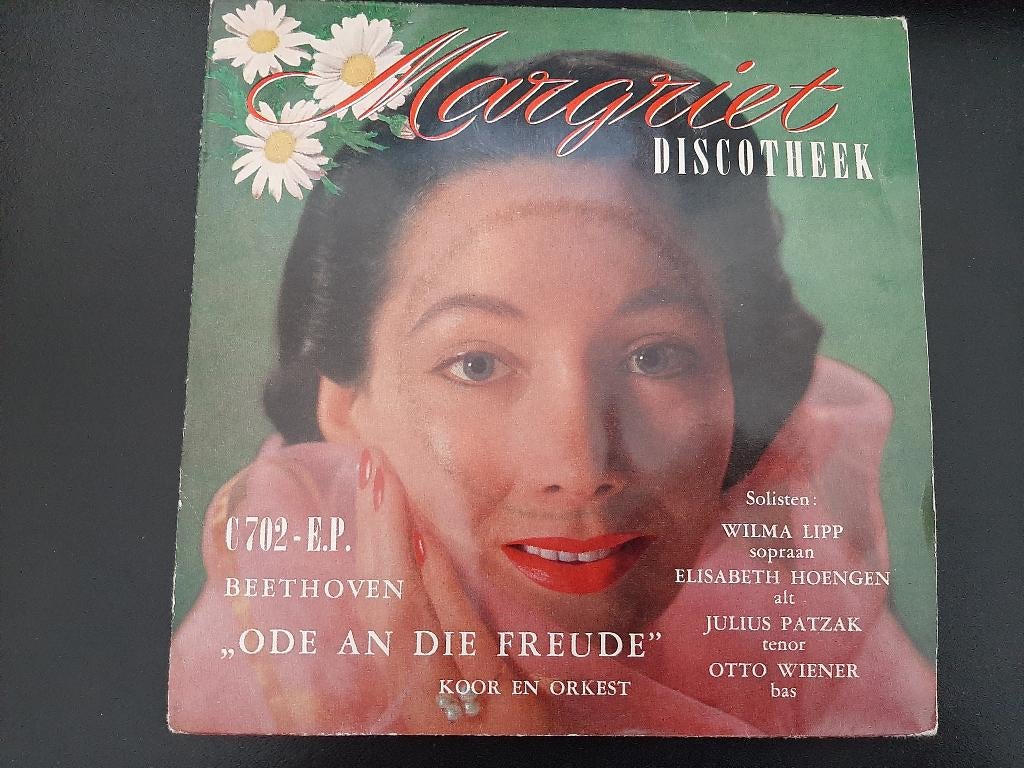 Margriet
DISCOTHEEK
C 702 - E.P.
BEETHOVEN
„ODE AN DIE FREUDE”
KOOR EN ORKEST
Solisten:
WILMA LIPP
sopraan
ELISABETH HOENGEN
alt
JULIUS PATZAK
tenor
OTTO WIENER
bas